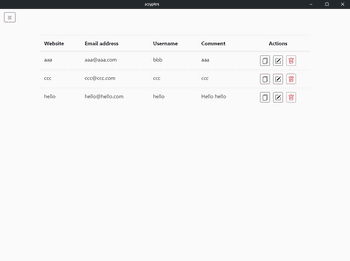 scryptns
Website Email address Username Comment Actions
aaa aaa@aaa.com bbb aaa
ccc ccc@ccc.com ccc ccc
hello hello@hello.com hello Hello hello